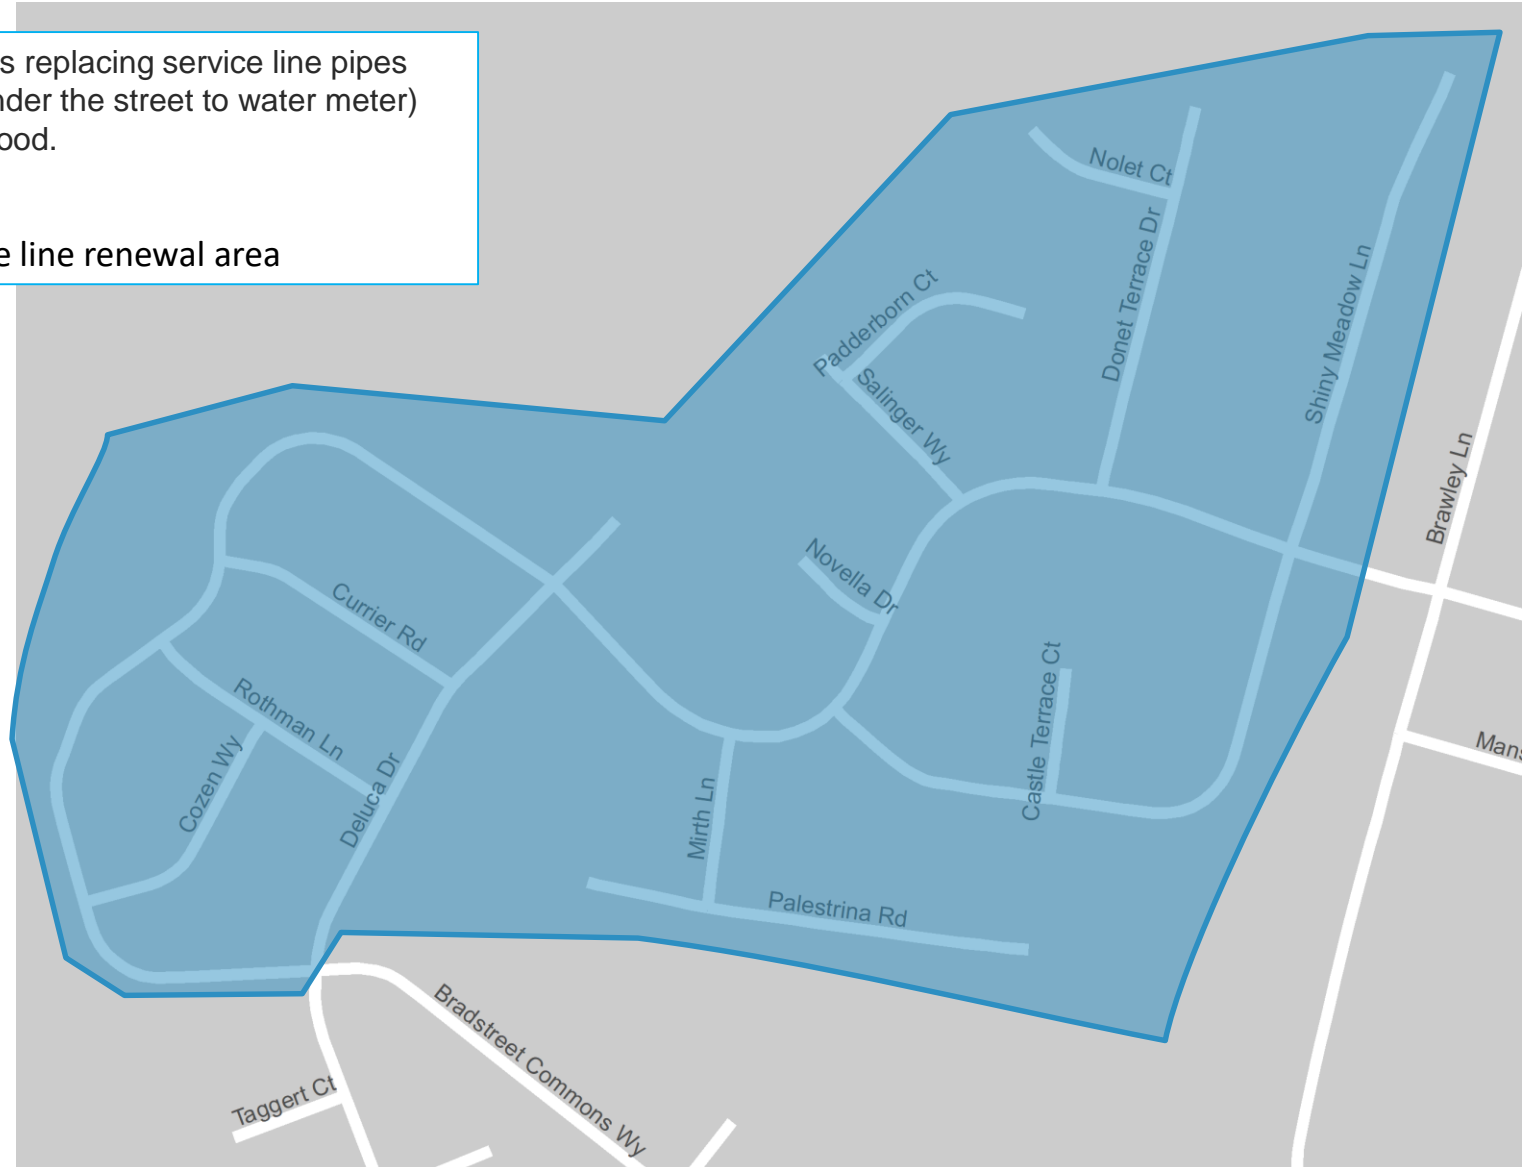 s replacing service line pipes
nder the street to water meter)
ood.
e line renewal area
Nolet Ct
Donet Terrace Dr
Shiny Meadow Ln
Padderborn Ct
Salinger Wy
Brawley Ln
Novella Dr
Currier Rd
Castle Terrace Ct
Rothman Ln
Cozen Wy
Deluca Dr
Mirth Ln
Mans
Palestrina Rd
Bradstreet Commons Wy
Taggert Ct